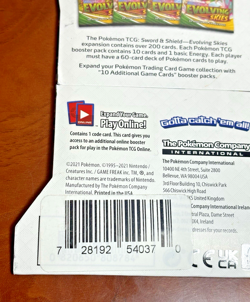 EVOLVING
EVOLVING
SKIES
The Pokémon TCG: Sword & Shield—Evolving Skies
expansion contains over 200 cards. Each Pokémon TCG
booster pack contains 10 cards and 1 basic Energy. Each player
must have a 60-card deck of Pokémon cards to play.
Expand your Pokémon Trading Card Game collection with
"10 Additional Game Cards" booster packs.
Expand Your Game.
Play Online!
Contains 1 code card. This card gives you
access to an additional online booster
pack for play in the Pokémon TCG Online.
Gotta catch 'em all!
The Pokémon Company
INTERNATIONAL
©2021 Pokémon. ©1995–2021 Nintendo /
Creatures Inc. / GAME FREAK inc. TM, ®, and
character names are trademarks of Nintendo.
Manufactured by The Pokémon Company
International. Printed in the USA
The Pokémon Company International
10400 NE 4th Street, Suite 2800
Bellevue, WA 98004 USA
The Pokémon Company International
3rd Floor Building 10, Chiswick Park
566 Chiswick High Road
7 28192 54037 0
CE